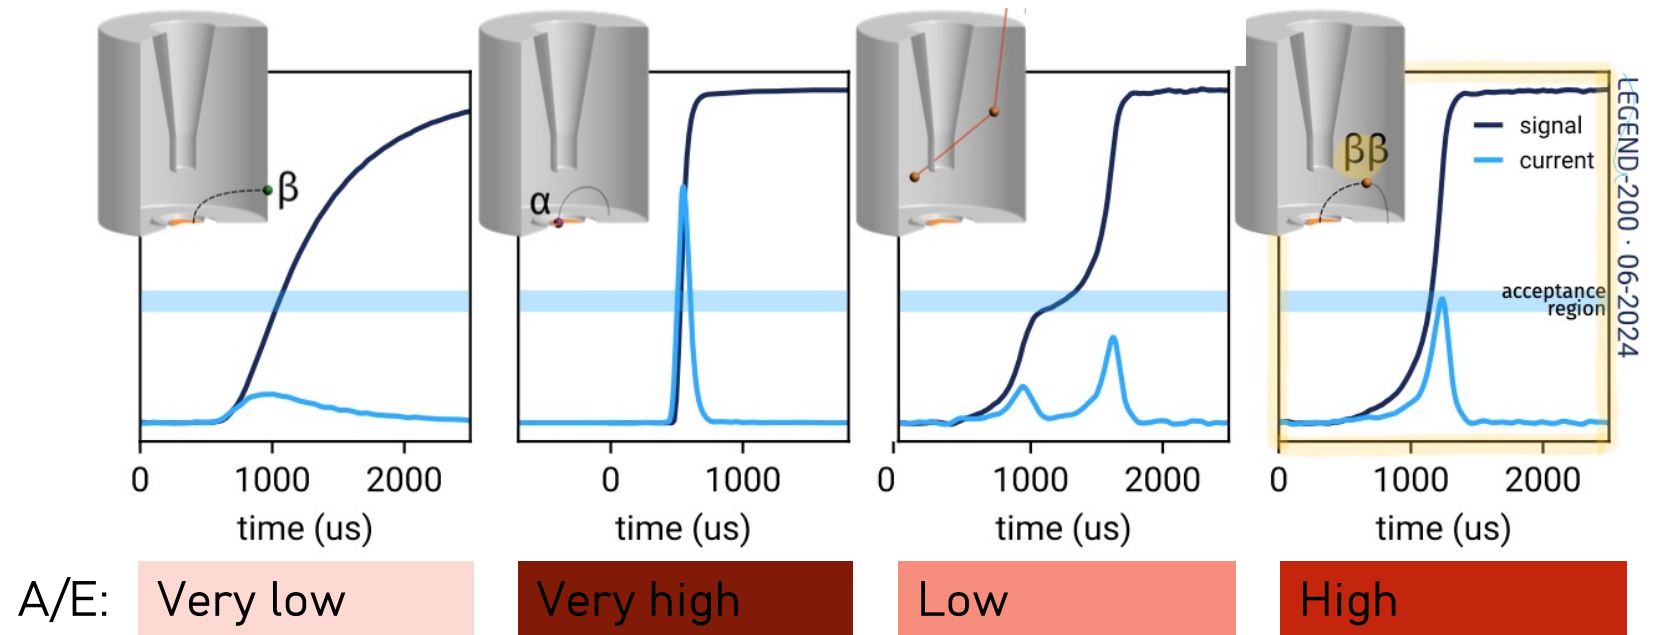 β
α
ββ
signal
current
acceptance
region
LEGEND-200 · 06-2024
0 1000 2000
0 1000
0 1000 2000
0 1000 2000
time (us)
time (us)
time (us)
time (us)
A/E: Very low Very high Low High